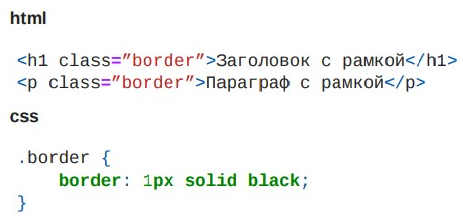 html
<h1 class=”border”>Заголовок с рамкой</h1>
<p class=”border”>Параграф с рамкой</p>
css
.border {
border: 1px solid black;
}